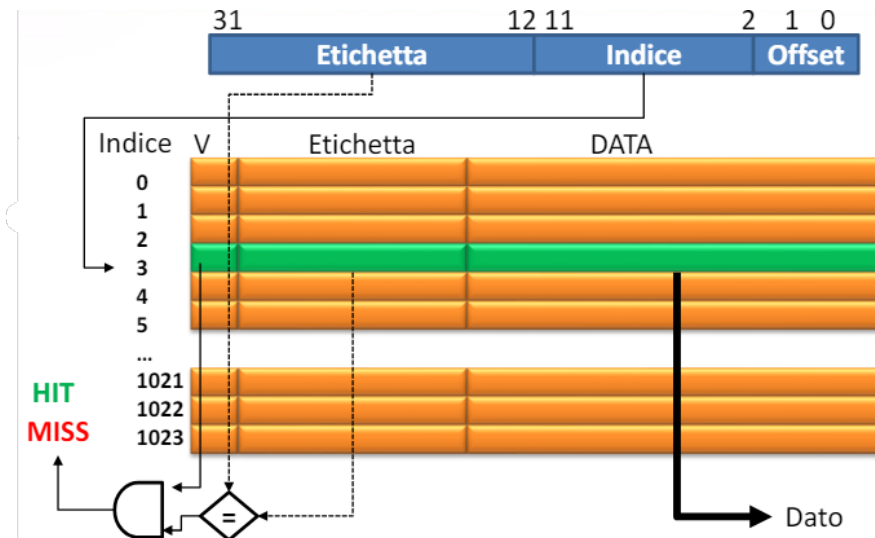 31 12 11 2 1 0
Etichetta Indice Offset
Indice V Etichetta DATA
0
1
2
3
4
5
...
1021
1022
1023
HIT
MISS
=
Dato